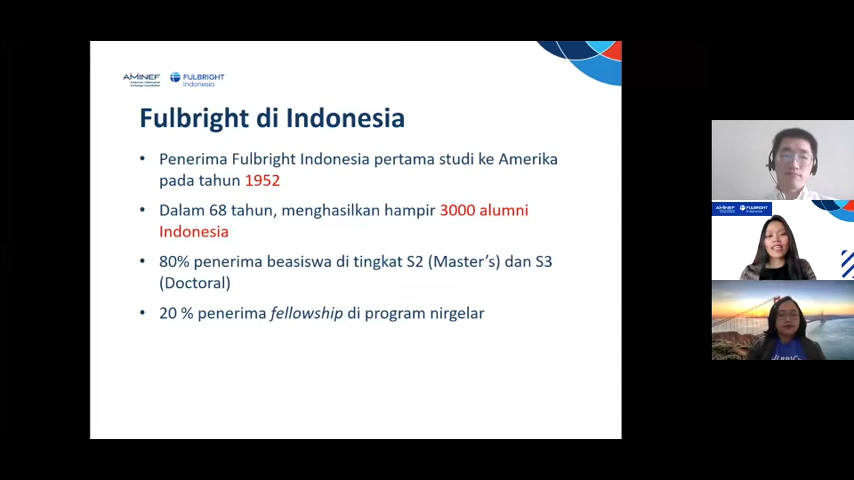 AMINEF
FULBRIGHT
Indonesia
Fulbright di Indonesia
• Penerima Fulbright Indonesia pertama studi ke Amerika
pada tahun 1952
• Dalam 68 tahun, menghasilkan hampir 3000 alumni
Indonesia
• 80% penerima beasiswa di tingkat S2 (Master's) dan S3
(Doctoral)
• 20 % penerima fellowship di program nirgelar
AMINEF
FULBRIGHT